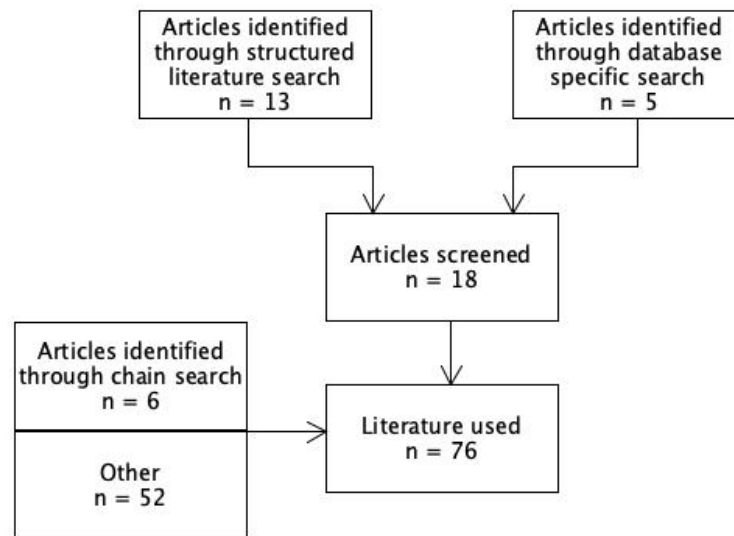 Articles identified
through structured
literature search
n = 13
Articles identified
through database
specific search
n = 5
Articles screened
n = 18
Articles identified
through chain search
n = 6
Other
n = 52
Literature used
n = 76